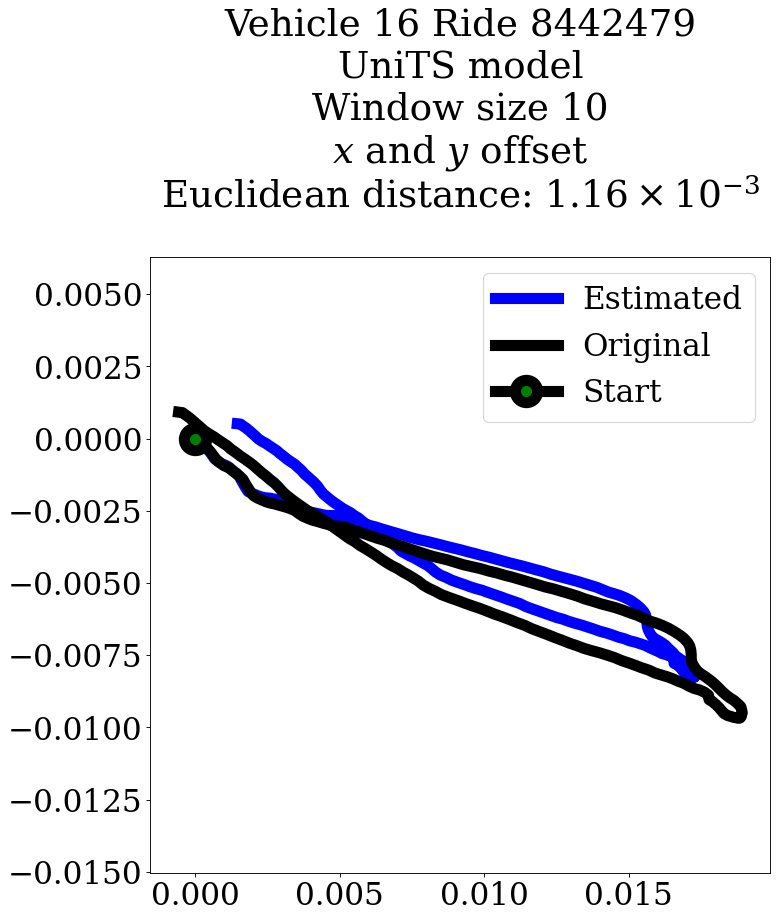 Vehicle 16 Ride 8442479
UniTS model
Window size 10
x and y offset
Euclidean distance: 1.16 × 10⁻³
Estimated
Original
Start
0.0050
0.0025
0.0000
−0.0025
−0.0050
−0.0075
−0.0100
−0.0125
−0.0150
0.000 0.005 0.010 0.015